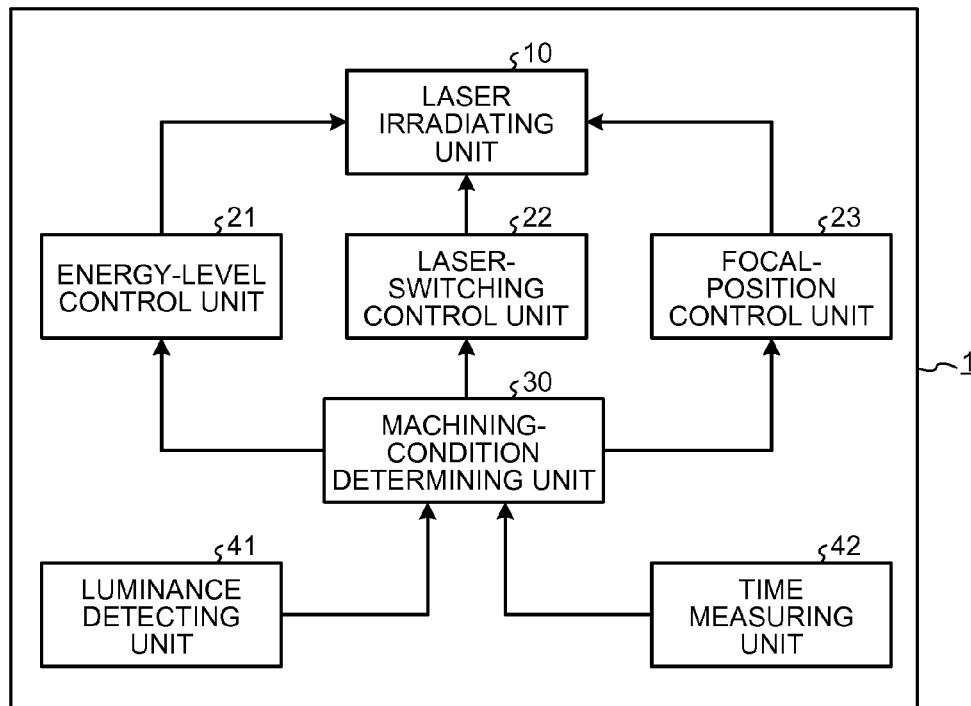 10
LASER
IRRADIATING
UNIT
21
ENERGY-LEVEL
CONTROL UNIT
22
LASER-
SWITCHING
CONTROL UNIT
23
FOCAL-
POSITION
CONTROL UNIT
1
30
MACHINING-
CONDITION
DETERMINING UNIT
41
LUMINANCE
DETECTING
UNIT
42
TIME
MEASURING
UNIT